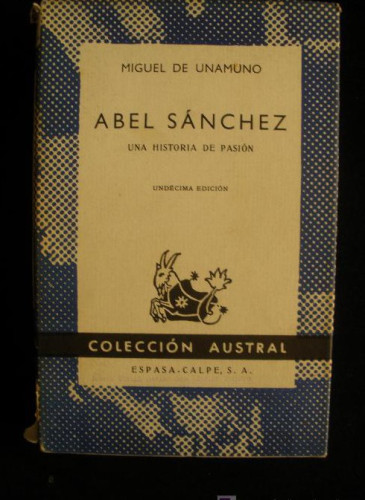 MIGUEL DE UNAMUNO
ABEL SÁNCHEZ
UNA HISTORIA DE PASIÓN
UNDÉCIMA EDICIÓN
COLECCIÓN AUSTRAL
ESPASA-CALPE, S. A.